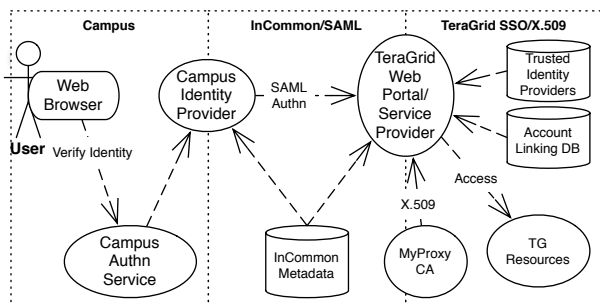 Campus
InCommon/SAML
TeraGrid SSO/X.509
Web
Browser
User
Verify Identity
Campus
Authn
Service
Campus
Identity
Provider
SAML
Authn
InCommon
Metadata
TeraGrid
Web
Portal/
Service
Provider
Trusted
Identity
Providers
Account
Linking DB
Access
X.509
MyProxy
CA
TG
Resources